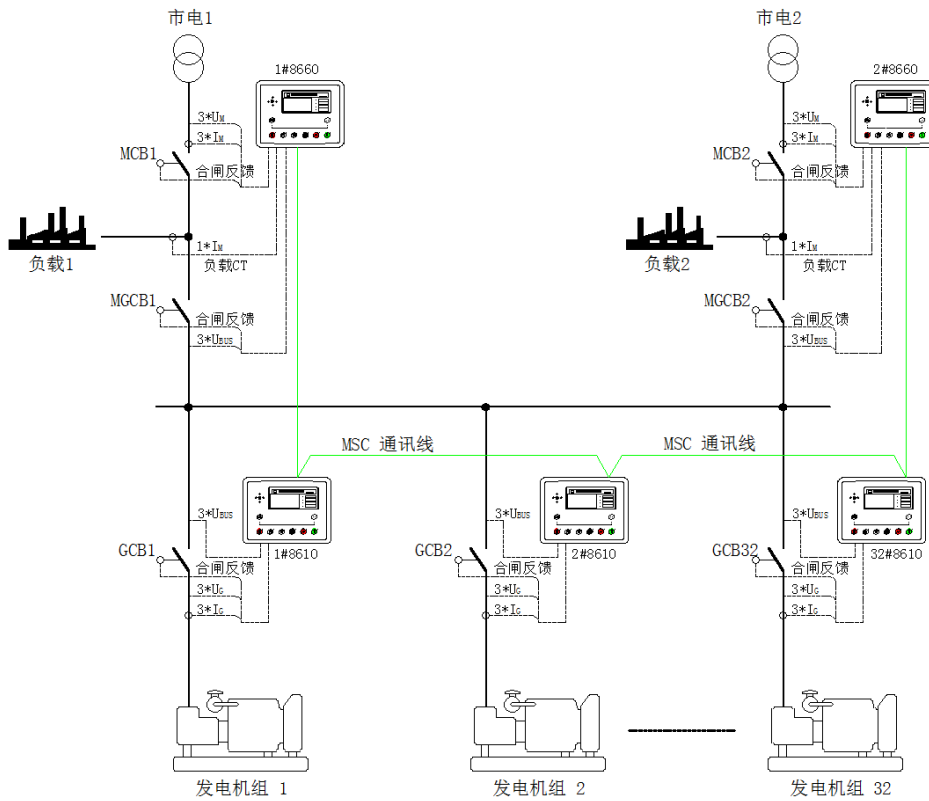 市电1
市电2
1#8660
2#8660
3*UM
3*UM
3*IM
3*IM
MCB1
合闸反馈
MCB2
合闸反馈
1*IM
1*IM
负载1
负载CT
负载2
负载CT
MGCB1
合闸反馈
MGCB2
合闸反馈
3*UBUS
3*UBUS
MSC 通讯线
MSC 通讯线
3*UBUS
3*UBUS
3*UBUS
GCB1
1#8610
GCB2
2#8610
GCB32
32#8610
合闸反馈
合闸反馈
合闸反馈
3*UG
3*UG
3*UG
3*IG
3*IG
3*IG
发电机组 1
发电机组 2
发电机组 32